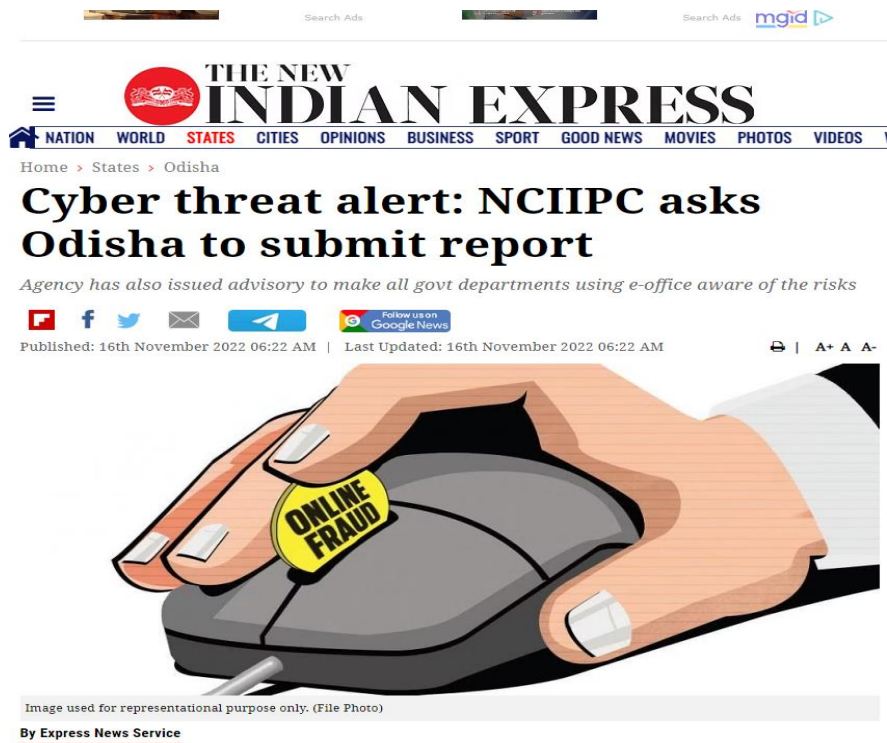 Search Ads
Search Ads mgid
THE NEW
INDIAN EXPRESS
NATION WORLD STATES CITIES OPINIONS BUSINESS SPORT GOOD NEWS MOVIES PHOTOS VIDEOS
Home > States > Odisha
Cyber threat alert: NCIIPC asks
Odisha to submit report
Agency has also issued advisory to make all govt departments using e-office aware of the risks
Follow us on
Google News
Published: 16th November 2022 06:22 AM | Last Updated: 16th November 2022 06:22 AM A+ A A-
ONLINE
FRAUD
Image used for representational purpose only. (File Photo)
By Express News Service